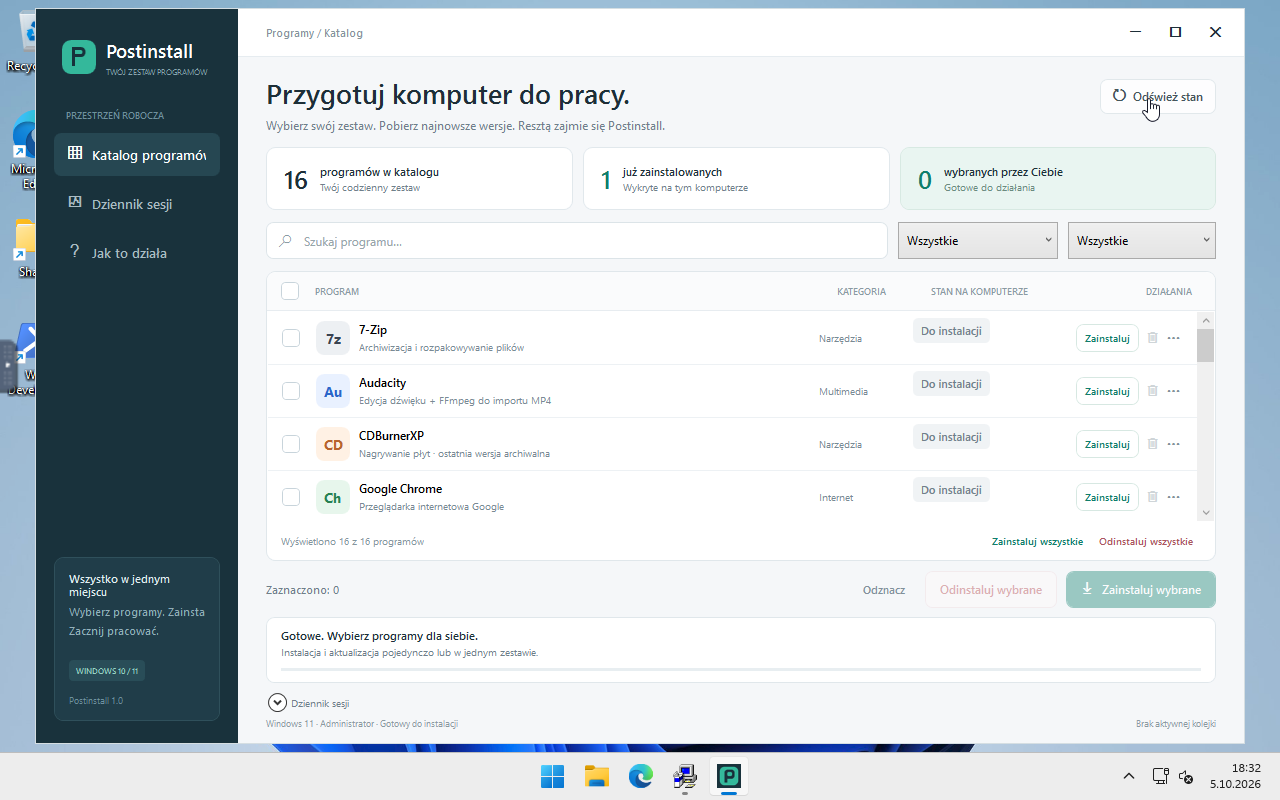 Programy / Katalog
P
Postinstall
TWÓJ ZESTAW PROGRAMÓW
PRZESTRZEŃ ROBOCZA
Katalog programów
Dziennik sesji
? Jak to działa
Wszystko w jednym
miejscu
Wybierz programy. Zainsta
Zacznij pracować.
WINDOWS 10 / 11
Postinstall 1.0
Przygotuj komputer do pracy.
Wybierz swój zestaw. Pobierz najnowsze wersje. Resztą zajmie się Postinstall.
Odśwież stan
16 programów w katalogu
Twój codzienny zestaw
1 już zainstalowanych
Wykryte na tym komputerze
0 wybranych przez Ciebie
Gotowe do działania
Szukaj programu...
Wszystkie
Wszystkie
PROGRAM KATEGORIA STAN NA KOMPUTERZE DZIAŁANIA
7z 7-Zip
Archiwizacja i rozpakowywanie plików
Narzędzia Do instalacji Zainstaluj ...
Au Audacity
Edycja dźwięku + FFmpeg do importu MP4
Multimedia Do instalacji Zainstaluj ...
CD CDBurnerXP
Nagrywanie płyt · ostatnia wersja archiwalna
Narzędzia Do instalacji Zainstaluj ...
Ch Google Chrome
Przeglądarka internetowa Google
Internet Do instalacji Zainstaluj ...
Wyświetlono 16 z 16 programów
Zainstaluj wszystkie Odinstaluj wszystkie
Zaznaczono: 0
Odznacz Odinstaluj wybrane Zainstaluj wybrane
Gotowe. Wybierz programy dla siebie.
Instalacja i aktualizacja pojedynczo lub w jednym zestawie.
Dziennik sesji
Windows 11 · Administrator · Gotowy do instalacji
Brak aktywnej kolejki
18:32
5.10.2026